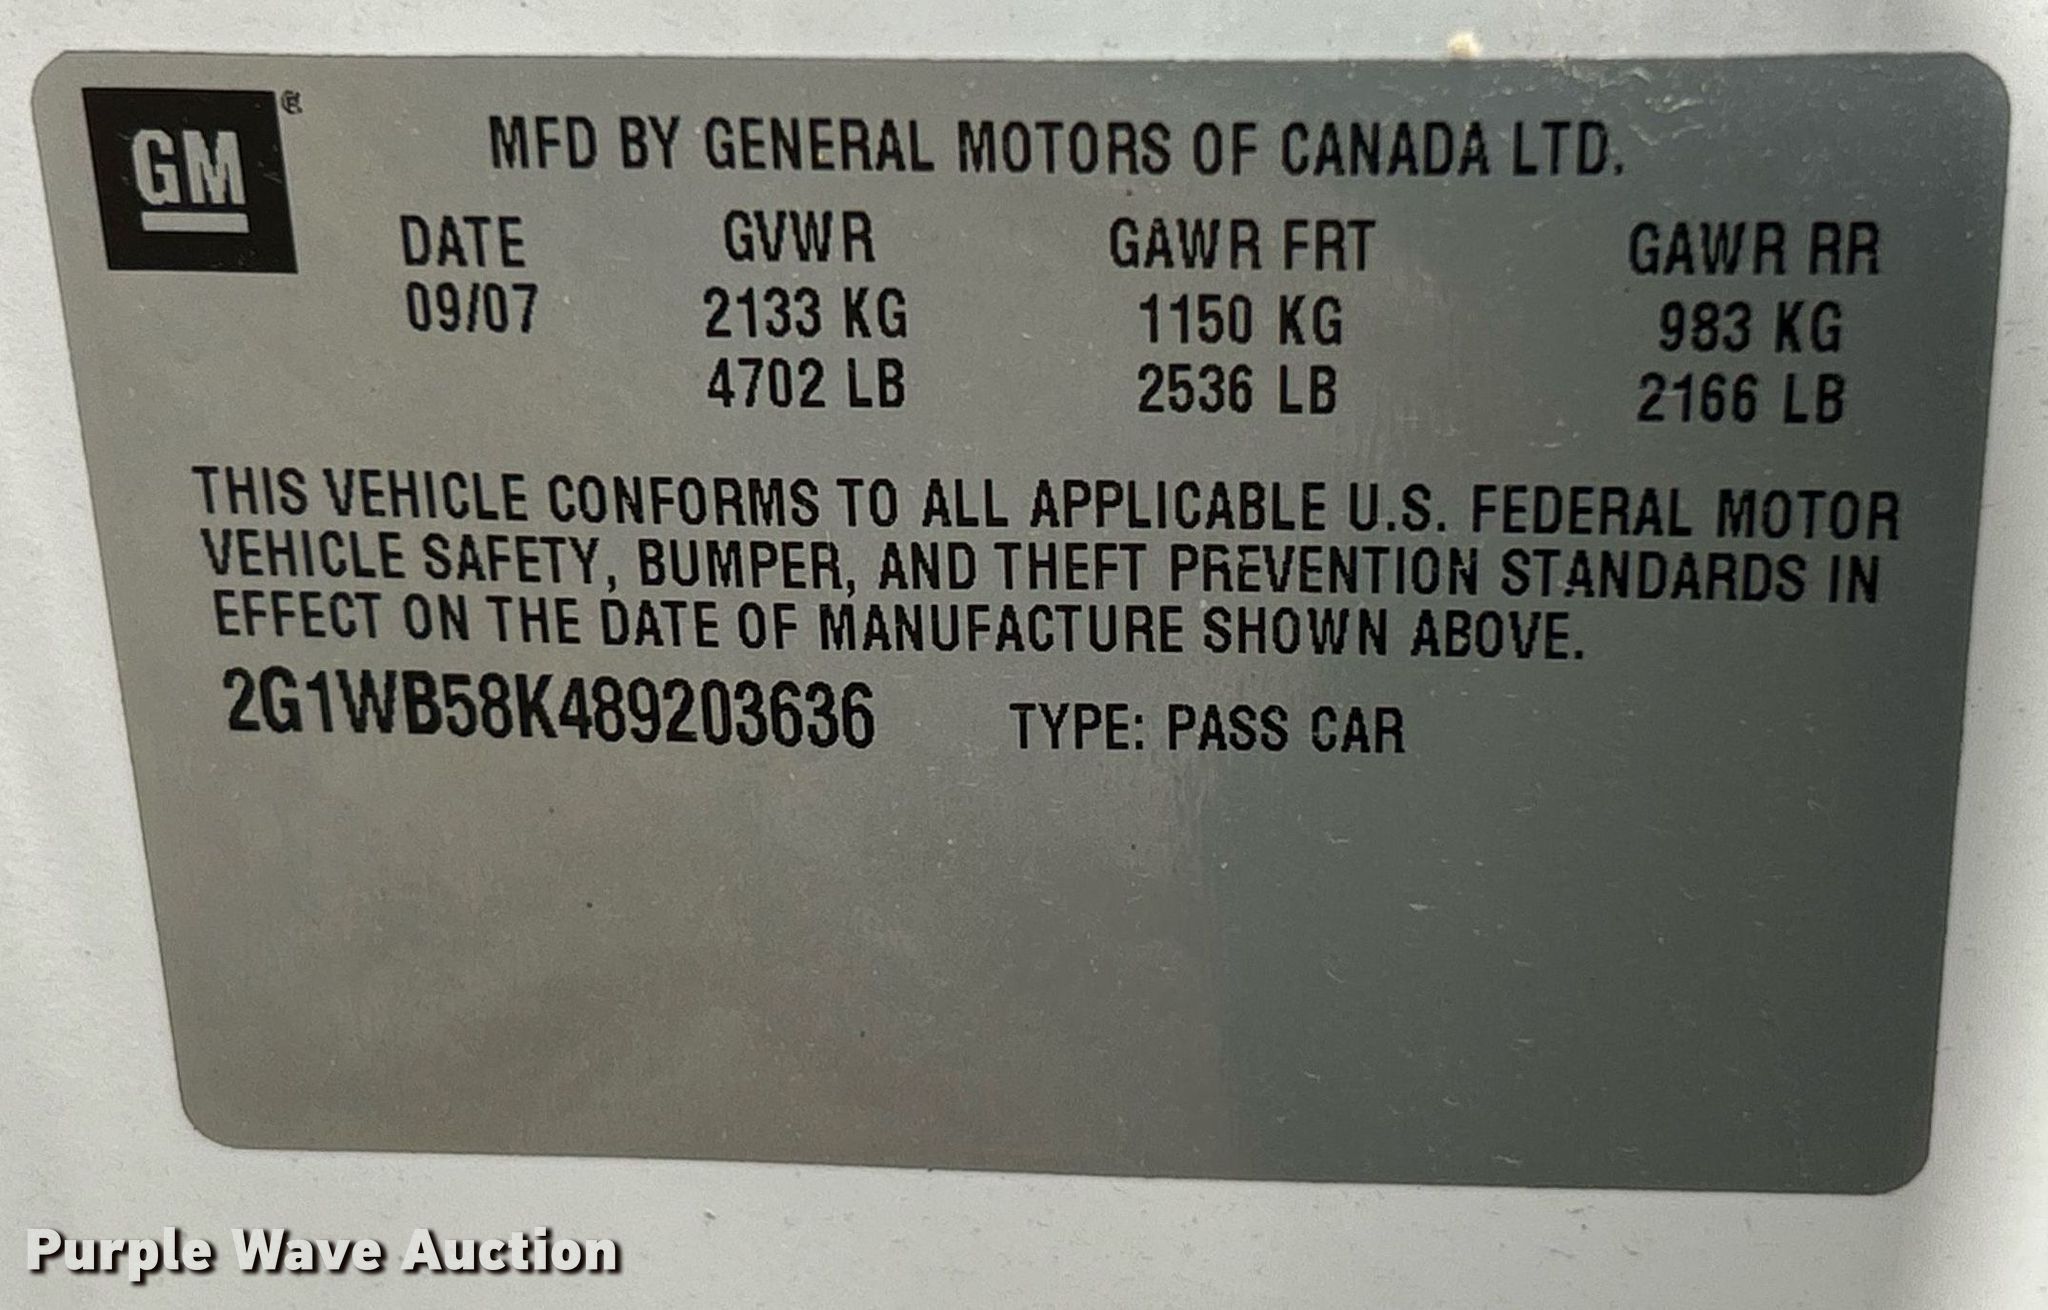 GM ®
MFD BY GENERAL MOTORS OF CANADA LTD.
DATE GVWR GAWR FRT GAWR RR
09/07 2133 KG 1150 KG 983 KG
4702 LB 2536 LB 2166 LB
THIS VEHICLE CONFORMS TO ALL APPLICABLE U.S. FEDERAL MOTOR
VEHICLE SAFETY, BUMPER, AND THEFT PREVENTION STANDARDS IN
EFFECT ON THE DATE OF MANUFACTURE SHOWN ABOVE.
2G1WB58K489203636 TYPE: PASS CAR
Purple Wave Auction